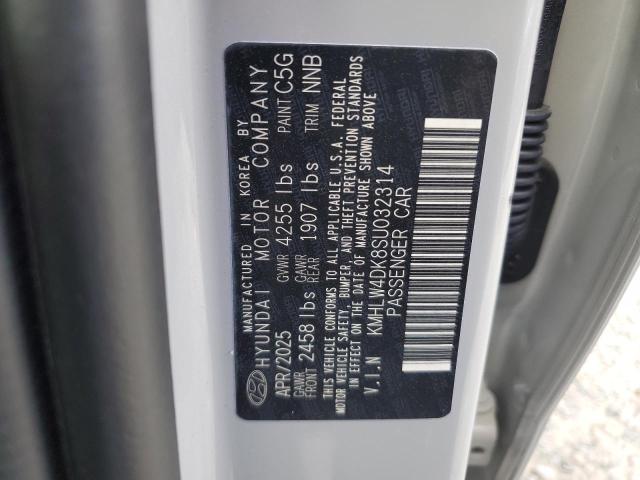 MANUFACTURED IN KOREA BY
HYUNDAI MOTOR COMPANY
APR/2025 GVWR 4255 lbs PAINT C5G
GAWR FRONT 2458 lbs GAWR REAR 1907 lbs TRIM NNB
THIS VEHICLE CONFORMS TO ALL APPLICABLE U.S.A. FEDERAL
MOTOR VEHICLE SAFETY, BUMPER, AND THEFT PREVENTION STANDARDS
IN EFFECT ON THE DATE OF MANUFACTURE SHOWN ABOVE
V.I.N KMHLW4DK8SU032314
PASSENGER CAR